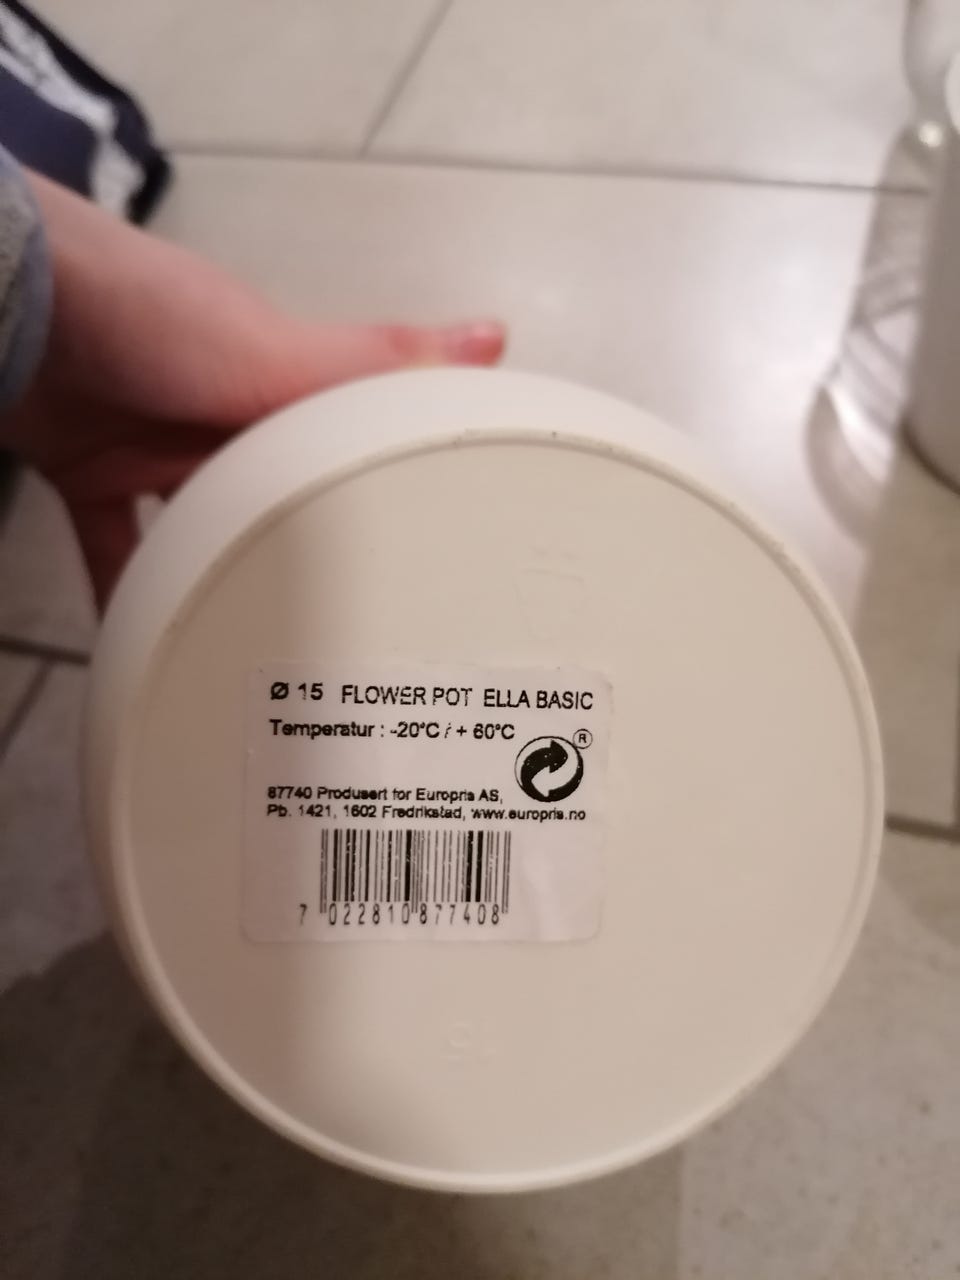 Ø 15 FLOWER POT ELLA BASIC
Temperatur : -20°C / + 60°C
®
87740 Produsert for Europris AS,
Pb. 1421, 1602 Fredrikstad, www.europris.no
7 022810 877408
15